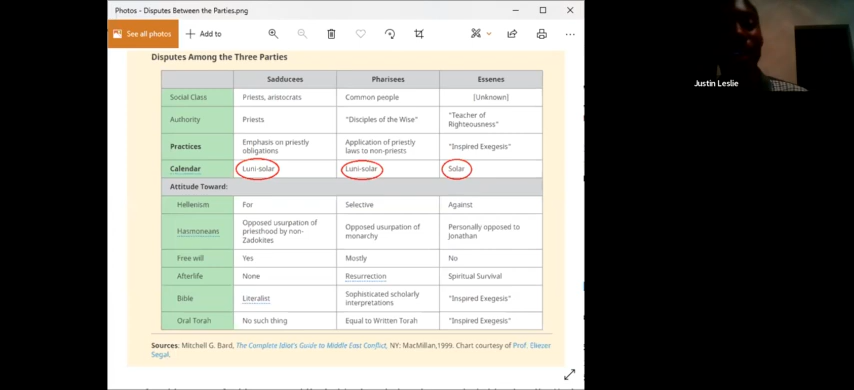 Photos - Disputes Between the Parties.png
See all photos
Add to
Justin Leslie
Disputes Among the Three Parties
Sadducees Pharisees Essenes
Social Class Priests, aristocrats Common people [Unknown]
Authority Priests "Disciples of the Wise" "Teacher of Righteousness"
Practices Emphasis on priestly obligations Application of priestly laws to non-priests "Inspired Exegesis"
Calendar Luni-solar Luni-solar Solar
Attitude Toward:
Hellenism For Selective Against
Hasmoneans Opposed usurpation of priesthood by non-Zadokites Opposed usurpation of monarchy Personally opposed to Jonathan
Free will Yes Mostly No
Afterlife None Resurrection Spiritual Survival
Bible Literalist Sophisticated scholarly interpretations "Inspired Exegesis"
Oral Torah No such thing Equal to Written Torah "Inspired Exegesis"
Sources: Mitchell G. Bard, The Complete Idiot's Guide to Middle East Conflict, NY: MacMillan,1999. Chart courtesy of Prof. Eliezer
Segal.